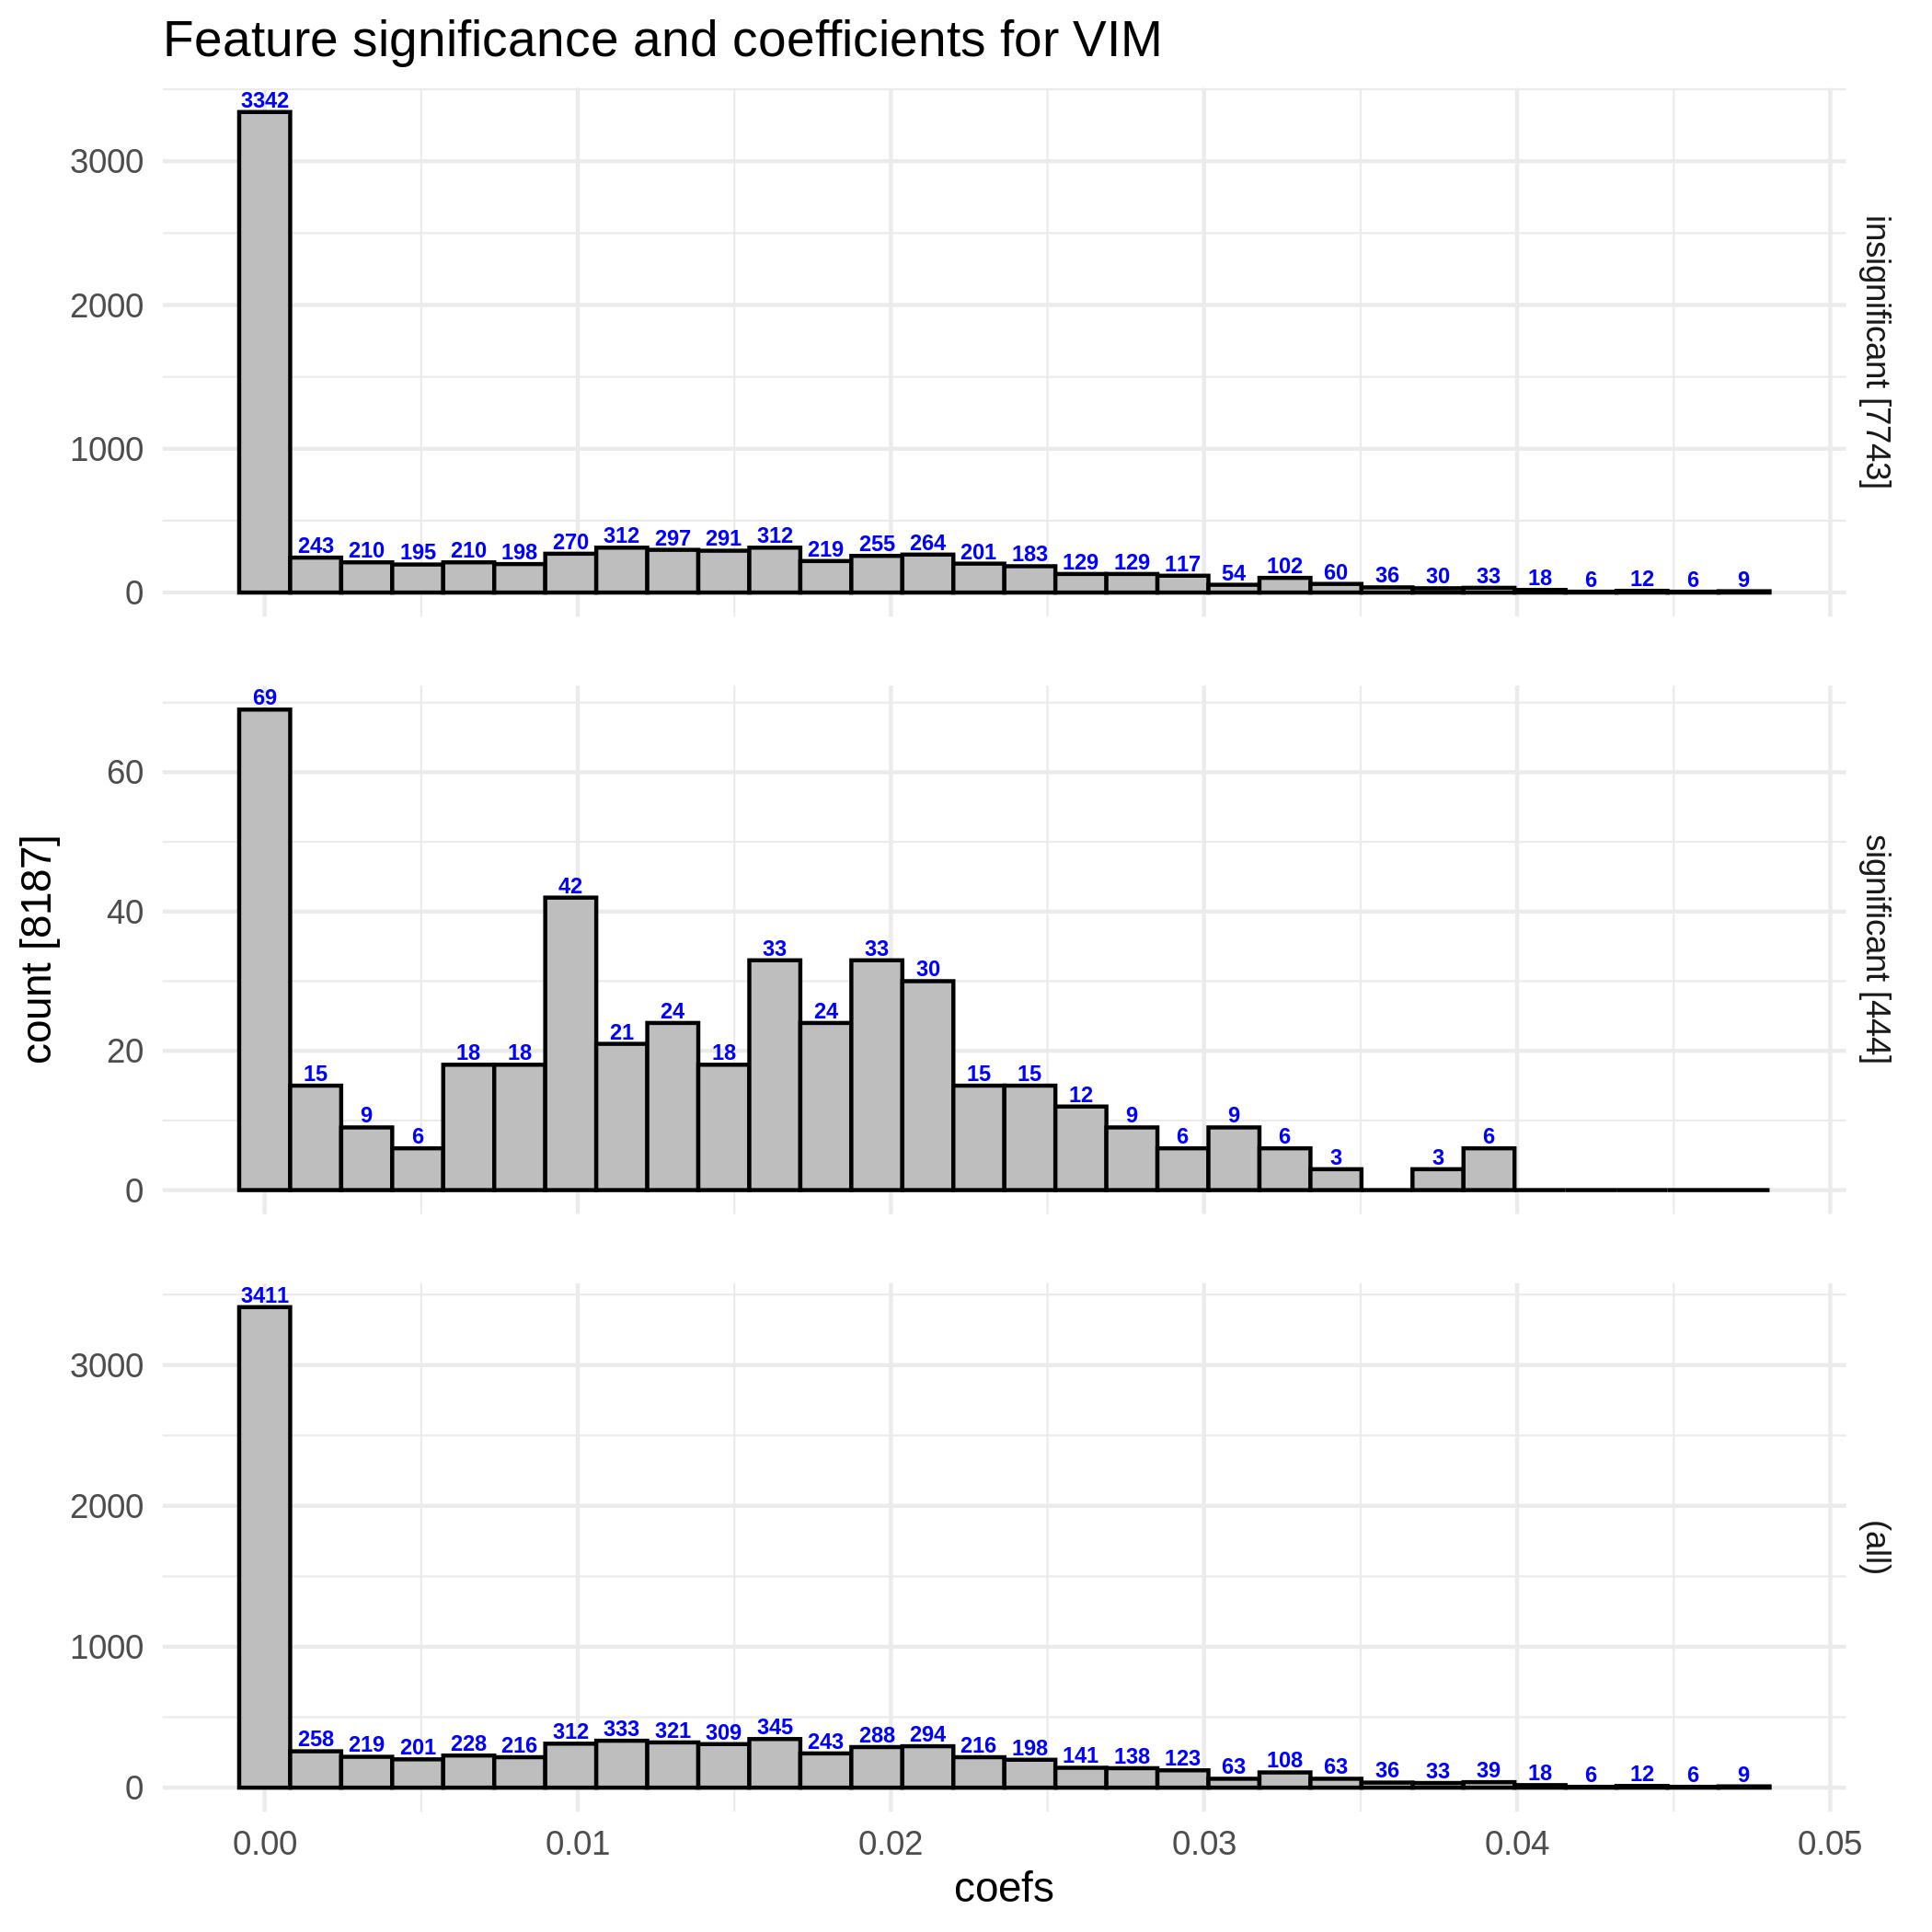 Feature significance and coefficients for VIM
3342
3000
2000
1000
0
243 210 195 210 198 270 312 297 291 312 219 255 264 201 183 129 129 117 54 102 60 36 30 33 18 6 12 6 9
insignificant [7743]
count [8187]
69
60
40
20
0
15 9 6 18 18 42 21 24 18 33 24 33 30 15 15 12 9 6 9 6 3 3 6
significant [444]
3411
3000
2000
1000
0
258 219 201 228 216 312 333 321 309 345 243 288 294 216 198 141 138 123 63 108 63 36 33 39 18 6 12 6 9
(all)
0.00 0.01 0.02 0.03 0.04 0.05
coefs